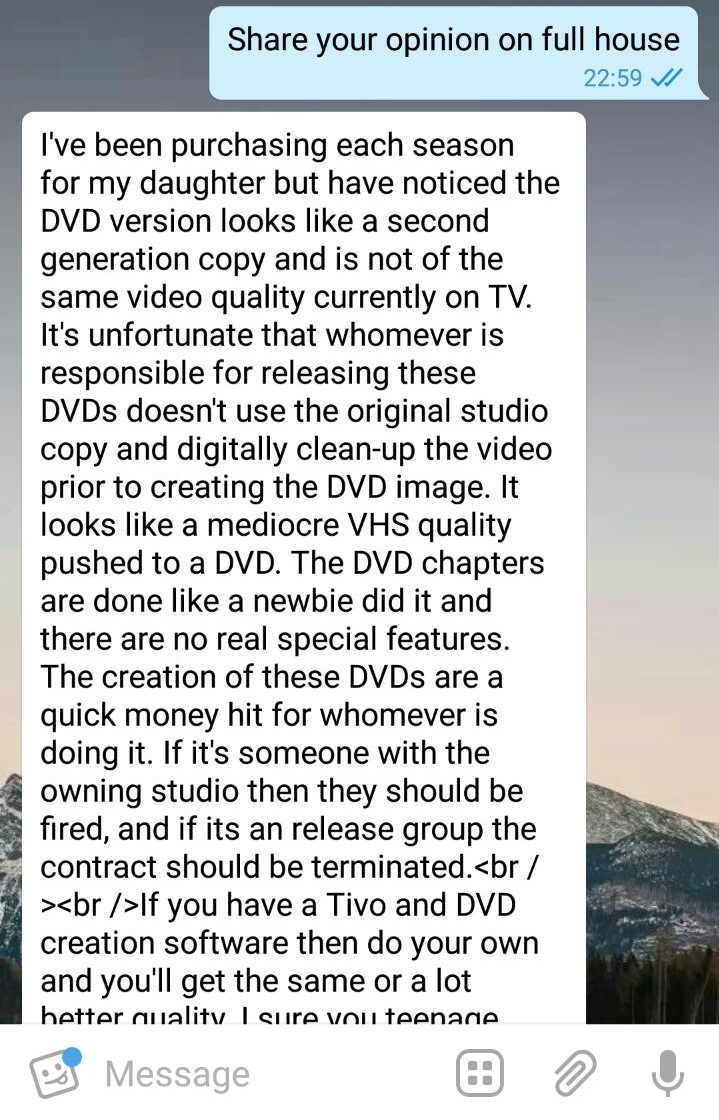 Share your opinion on full house
22:59
I've been purchasing each season
for my daughter but have noticed the
DVD version looks like a second
generation copy and is not of the
same video quality currently on TV.
It's unfortunate that whomever is
responsible for releasing these
DVDs doesn't use the original studio
copy and digitally clean-up the video
prior to creating the DVD image. It
looks like a mediocre VHS quality
pushed to a DVD. The DVD chapters
are done like a newbie did it and
there are no real special features.
The creation of these DVDs are a
quick money hit for whomever is
doing it. If it's someone with the
owning studio then they should be
fired, and if its an release group the
contract should be terminated.<br /
><br />If you have a Tivo and DVD
creation software then do your own
and you'll get the same or a lot
better quality. I sure you teenage
Message